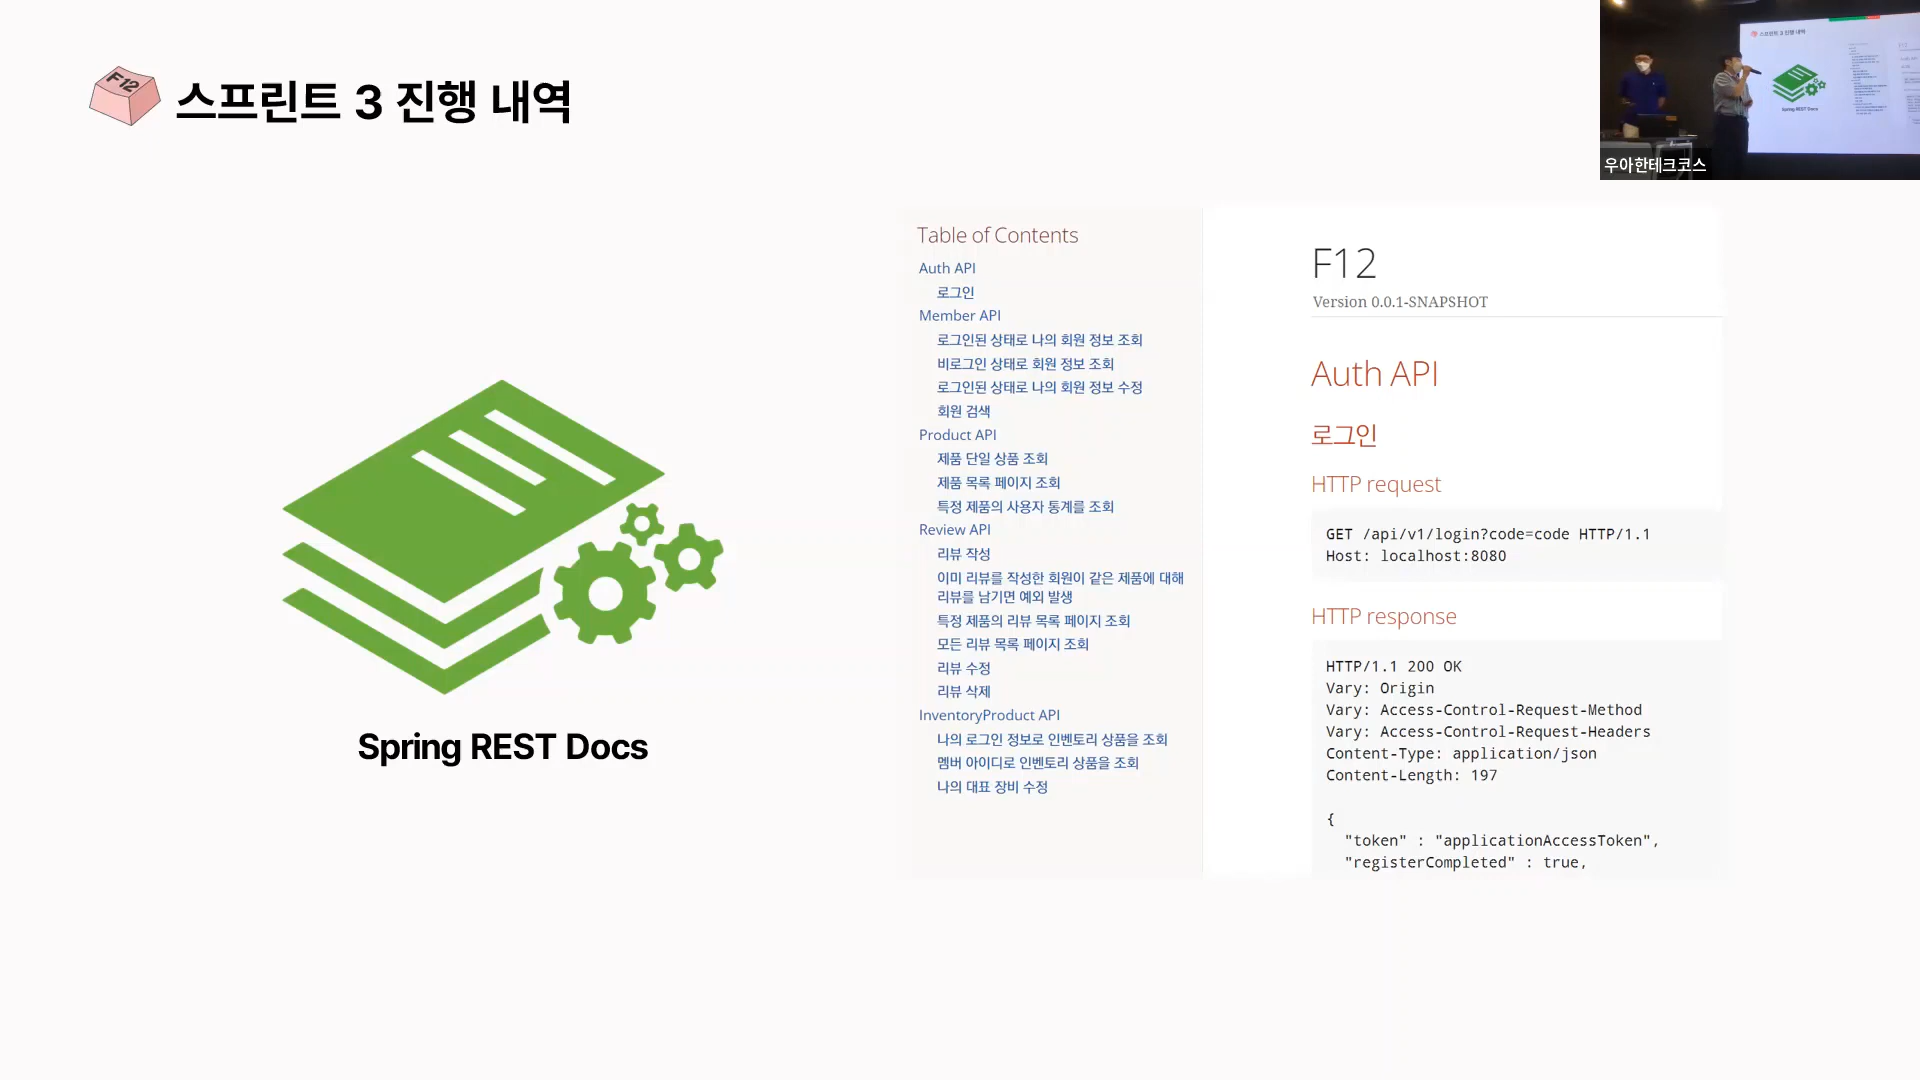 F12
스프린트 3 진행 내역
스프린트 3 진행 내역
Spring REST Docs
우아한테크코스
Spring REST Docs
Table of Contents
Auth API
로그인
Member API
로그인된 상태로 나의 회원 정보 조회
비로그인 상태로 회원 정보 조회
로그인된 상태로 나의 회원 정보 수정
회원 검색
Product API
제품 단일 상품 조회
제품 목록 페이지 조회
특정 제품의 사용자 통계를 조회
Review API
리뷰 작성
이미 리뷰를 작성한 회원이 같은 제품에 대해
리뷰를 남기면 예외 발생
특정 제품의 리뷰 목록 페이지 조회
모든 리뷰 목록 페이지 조회
리뷰 수정
리뷰 삭제
InventoryProduct API
나의 로그인 정보로 인벤토리 상품을 조회
멤버 아이디로 인벤토리 상품을 조회
나의 대표 장비 수정
F12
Version 0.0.1-SNAPSHOT
Auth API
로그인
HTTP request
GET /api/v1/login?code=code HTTP/1.1
Host: localhost:8080
HTTP response
HTTP/1.1 200 OK
Vary: Origin
Vary: Access-Control-Request-Method
Vary: Access-Control-Request-Headers
Content-Type: application/json
Content-Length: 197
{
"token" : "applicationAccessToken",
"registerCompleted" : true,